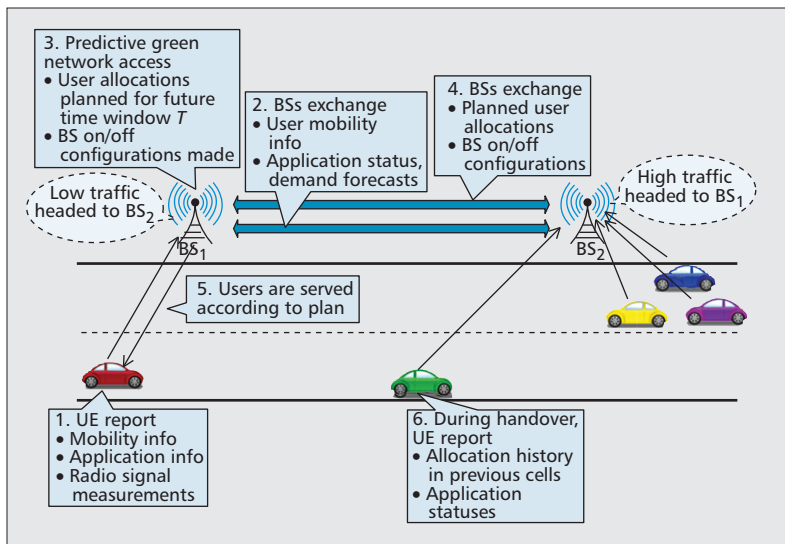 3. Predictive green
network access
• User allocations
planned for future
time window T
• BS on/off
configurations made
2. BSs exchange
• User mobility
info
• Application status,
demand forecasts
4. BSs exchange
• Planned user
allocations
• BS on/off
configurations
Low traffic
headed to BS2
High traffic
headed to BS1
BS1
BS2
5. Users are served
according to plan
1. UE report
• Mobility info
• Application info
• Radio signal
measurements
6. During handover,
UE report
• Allocation history
in previous cells
• Application
statuses